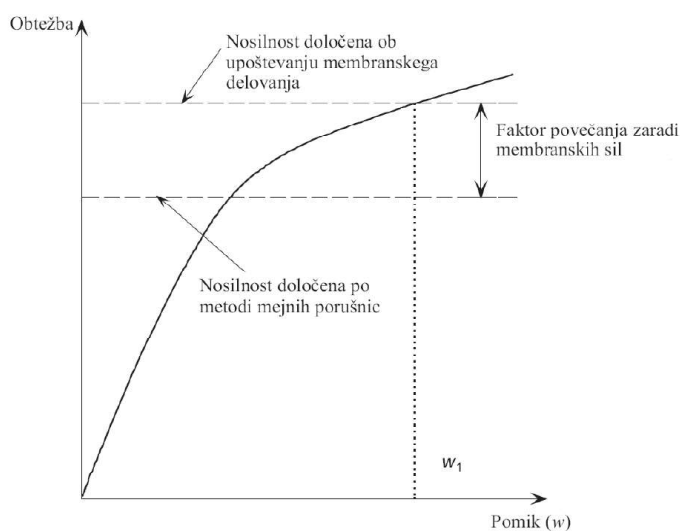 Obtežba
Nosilnost določena ob
upoštevanju membranskega
delovanja
Faktor povečanja zaradi
membranskih sil
Nosilnost določena po
metodi mejnih porušnic
w1
Pomik (w)